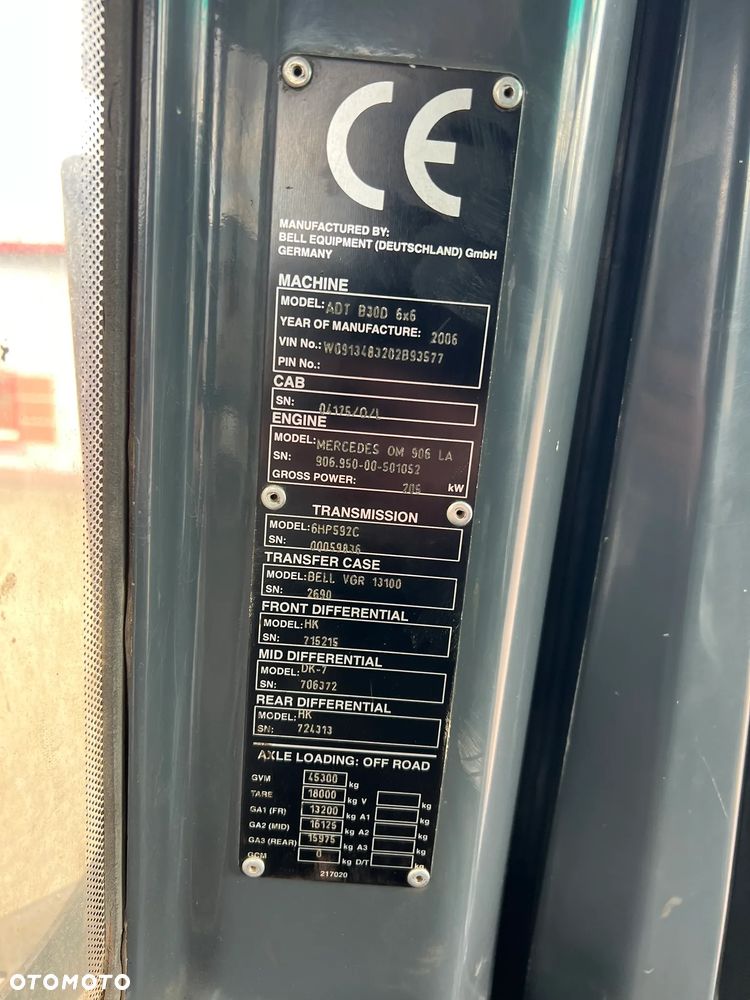 CE
MANUFACTURED BY:
BELL EQUIPMENT (DEUTSCHLAND) GmbH
GERMANY
MACHINE
MODEL: ADT B30D 6x6
YEAR OF MANUFACTURE: 2006
VIN No.: W0913483202B93577
PIN No.:
CAB
SN:
ENGINE
MODEL: MERCEDES OM 906 LA
SN: 906.950-00-501052
GROSS POWER: 205 kW
TRANSMISSION
MODEL: 6HP592C
SN: 00059836
TRANSFER CASE
MODEL: BELL VGR 13100
SN: 2690
FRONT DIFFERENTIAL
MODEL: HK
SN: 715215
MID DIFFERENTIAL
MODEL: DK-7
SN: 706372
REAR DIFFERENTIAL
MODEL: HK
SN: 724313
AXLE LOADING: OFF ROAD
GVM 45300 kg
TARE 18000 kg V kg
GA1 (FR) 13200 kg A1 kg
GA2 (MID) 16125 kg A2 kg
GA3 (REAR) 15975 kg A3 kg
GCM 0 kg D/T kg
217020
OTOMOTO